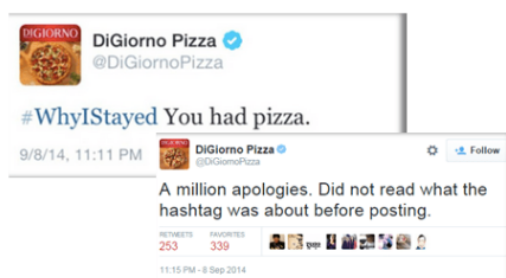 DIGIORNO
DiGiorno Pizza
@DiGiornoPizza
#WhyIStayed You had pizza.
9/8/14, 11:11 PM
DiGiorno Pizza
@DiGiornoPizza
Follow
A million apologies. Did not read what the
hashtag was about before posting.
RETWEETS FAVORITES
253 339
11:15 PM - 8 Sep 2014